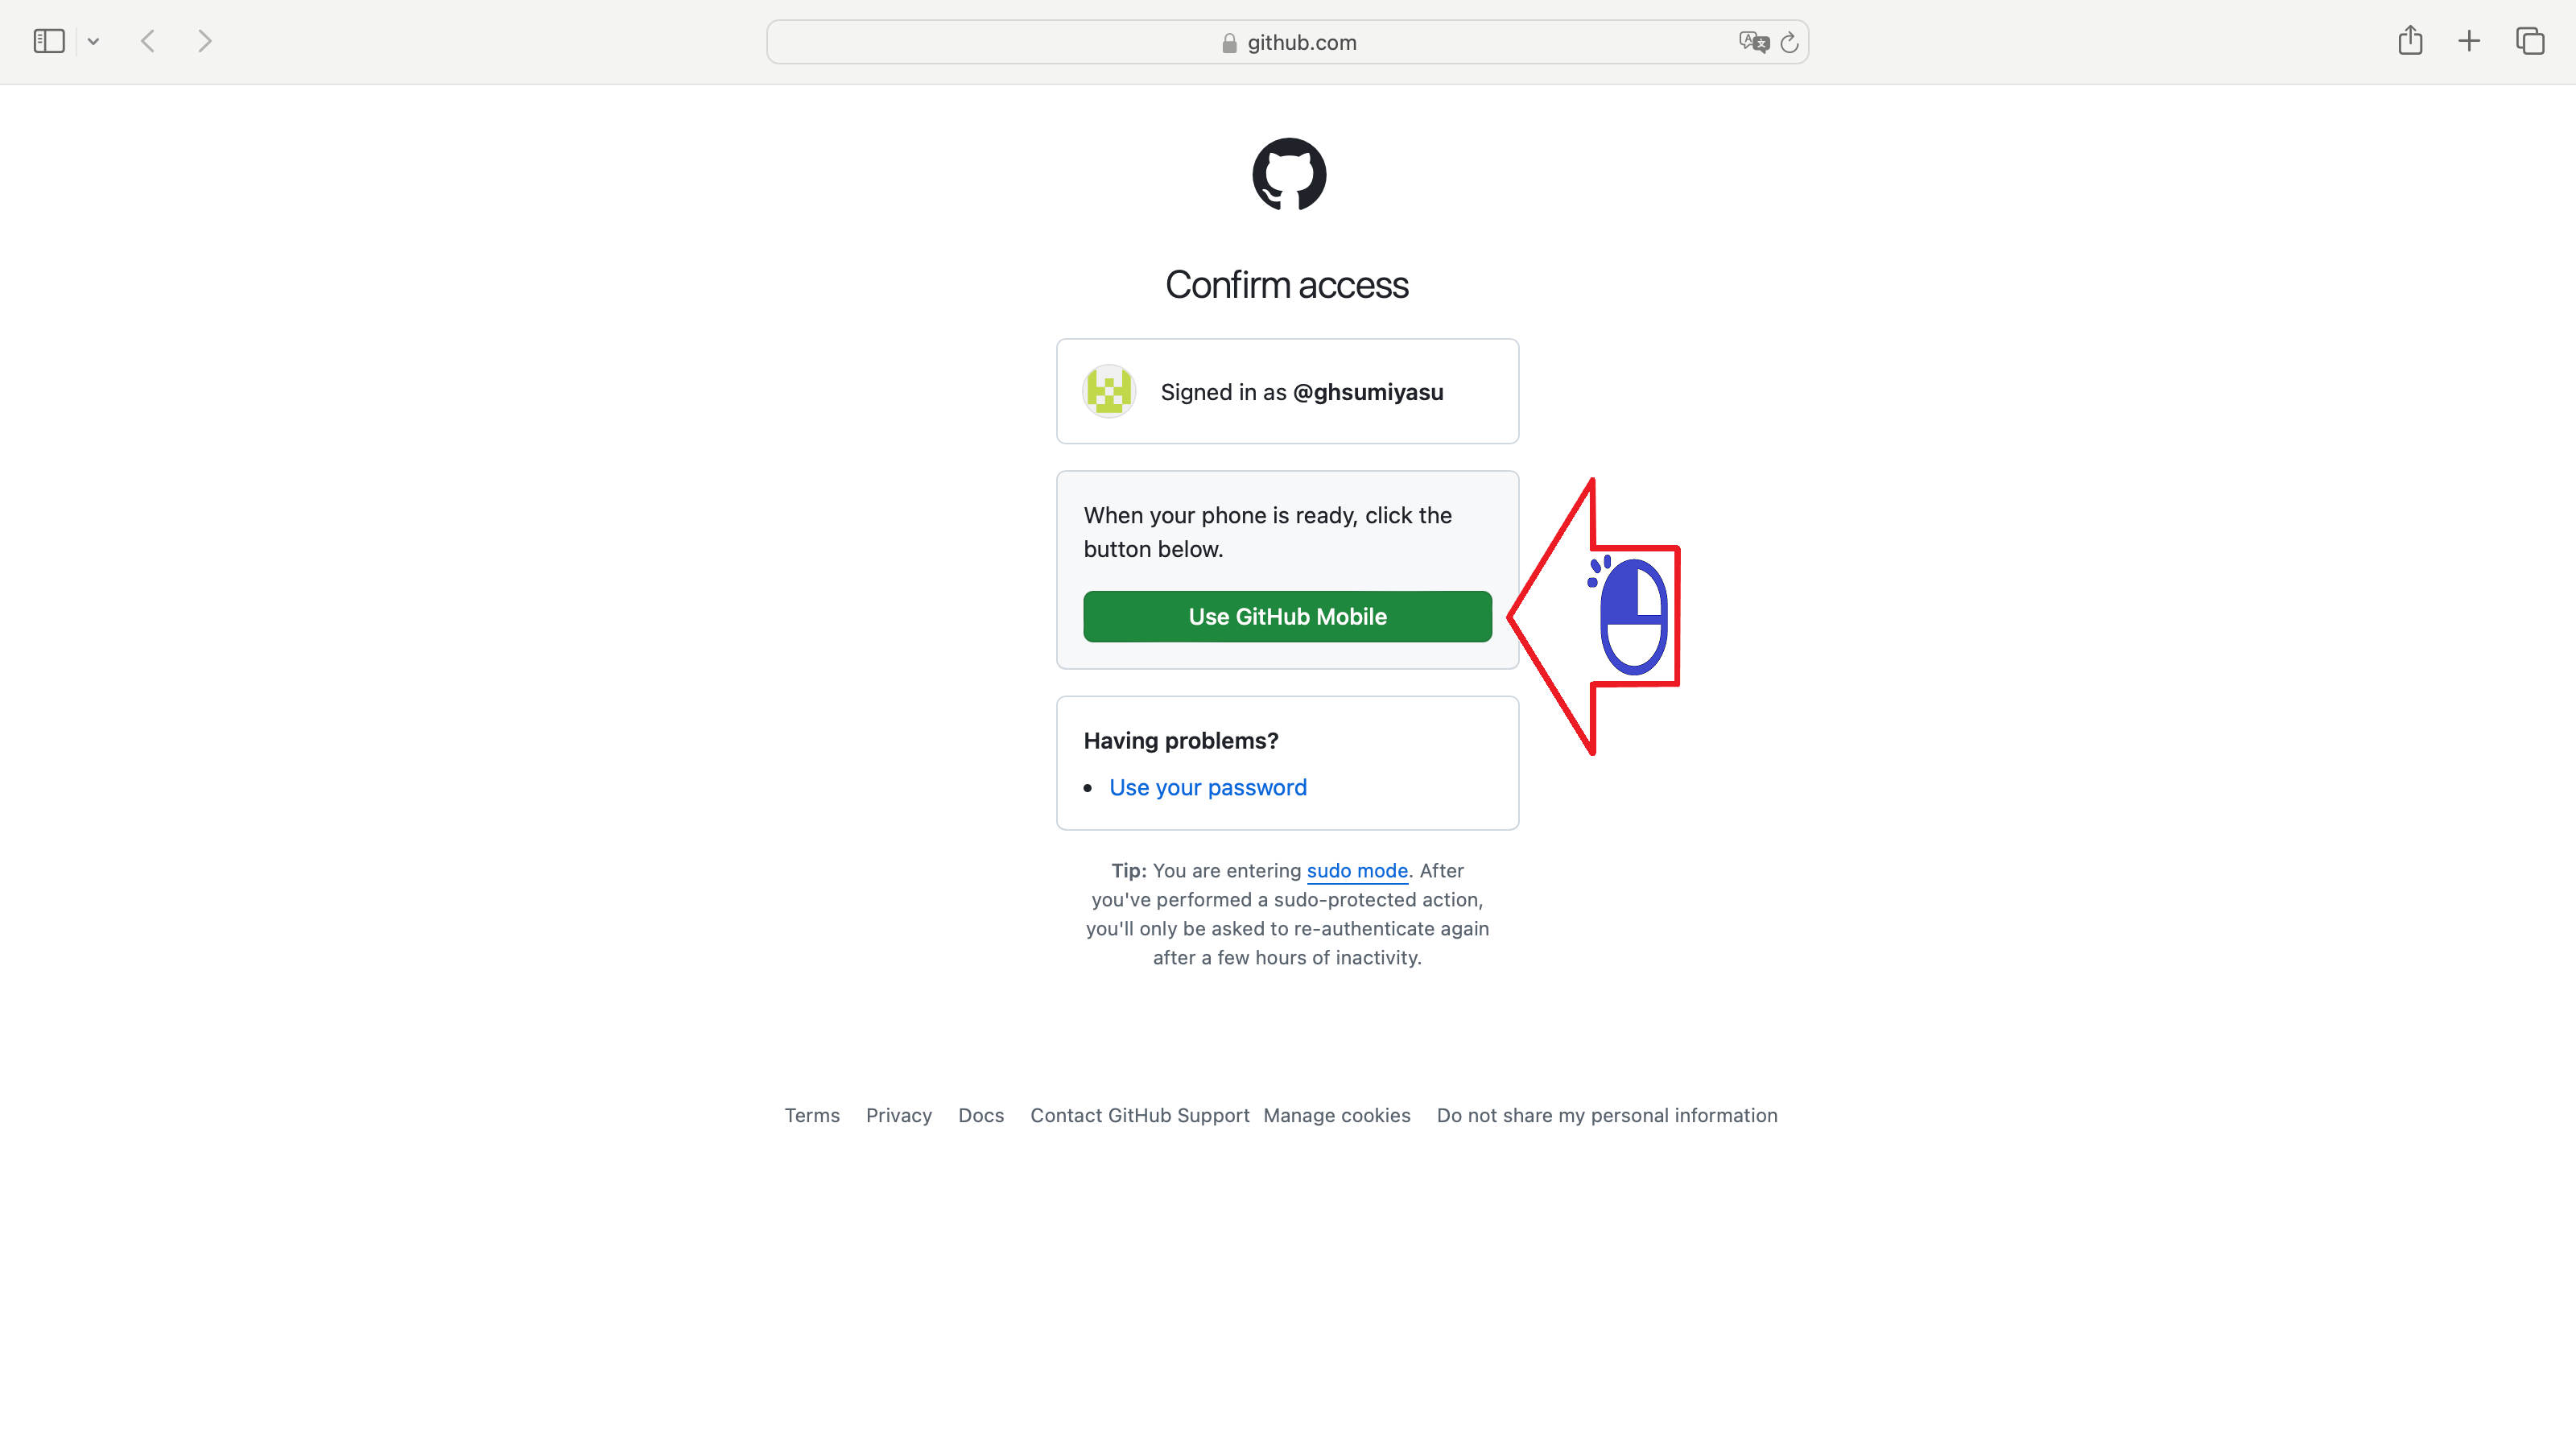 github.com
Confirm access
Signed in as @ghsumiyasu
When your phone is ready, click the
button below.
Use GitHub Mobile
Having problems?
• Use your password
Tip: You are entering sudo mode. After
you've performed a sudo-protected action,
you'll only be asked to re-authenticate again
after a few hours of inactivity.
Terms Privacy Docs Contact GitHub Support Manage cookies Do not share my personal information